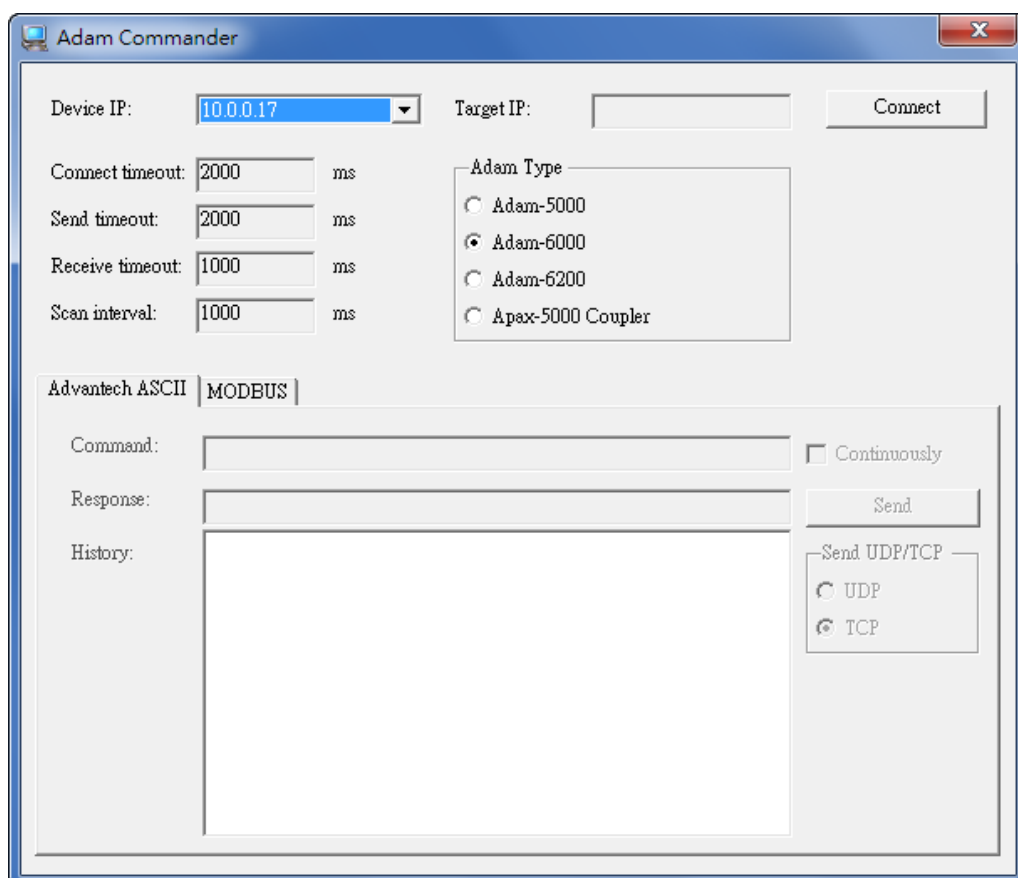 Adam Commander
Device IP: 10.0.0.17 Target IP: Connect
Connect timeout: 2000 ms
Send timeout: 2000 ms
Receive timeout: 1000 ms
Scan interval: 1000 ms
Adam Type
Adam-5000
Adam-6000
Adam-6200
Apax-5000 Coupler
Advantech ASCII MODBUS
Command: Continuously
Response: Send
History:
Send UDP/TCP
UDP
TCP